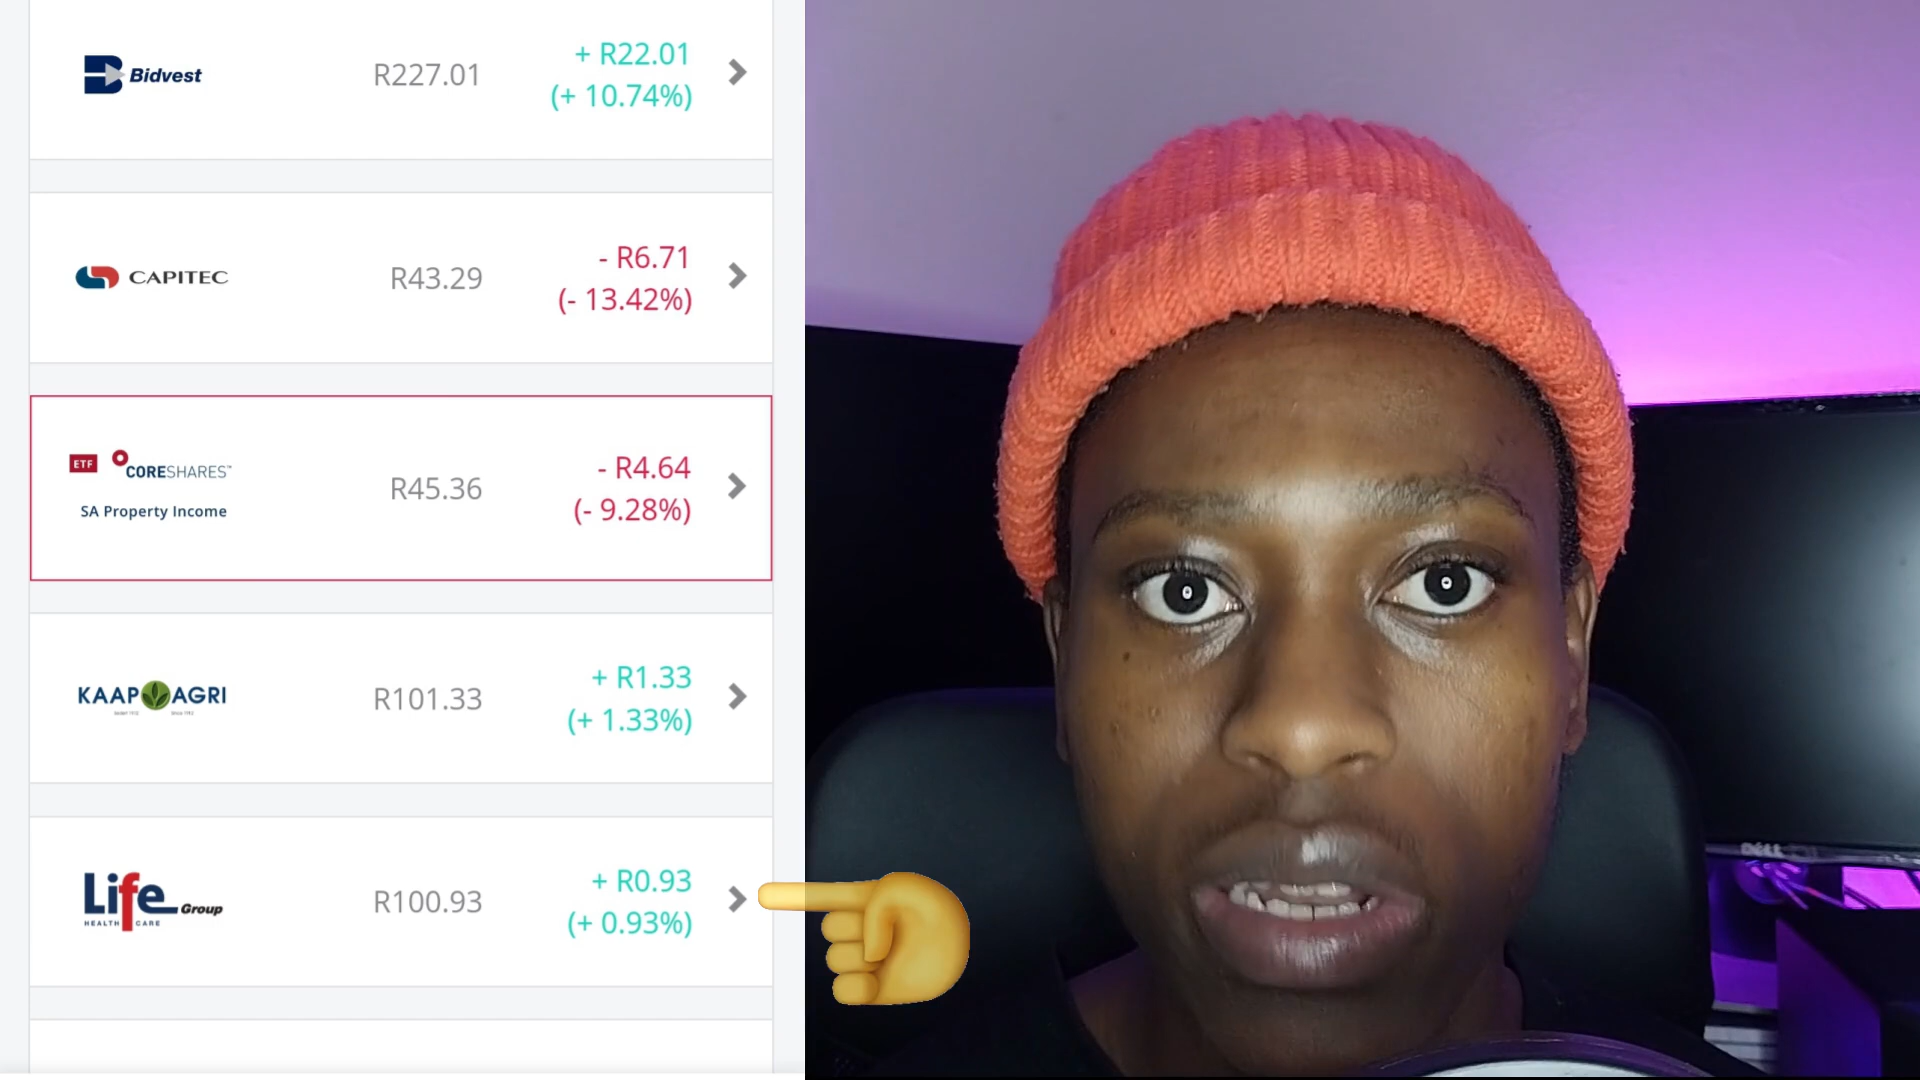 Bidvest
R227.01
+ R22.01
(+ 10.74%)
CAPITEC
R43.29
- R6.71
(- 13.42%)
ETF
CORESHARES™
SA Property Income
R45.36
- R4.64
(- 9.28%)
KAAP AGRI
R101.33
+ R1.33
(+ 1.33%)
Life Group
HEALTH CARE
R100.93
+ R0.93
(+ 0.93%)
DELL